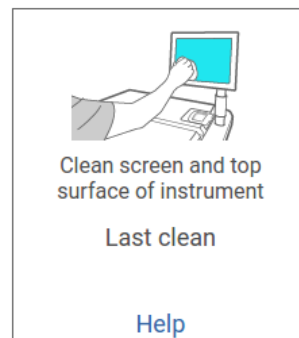 Clean screen and top
surface of instrument
Last clean
Help